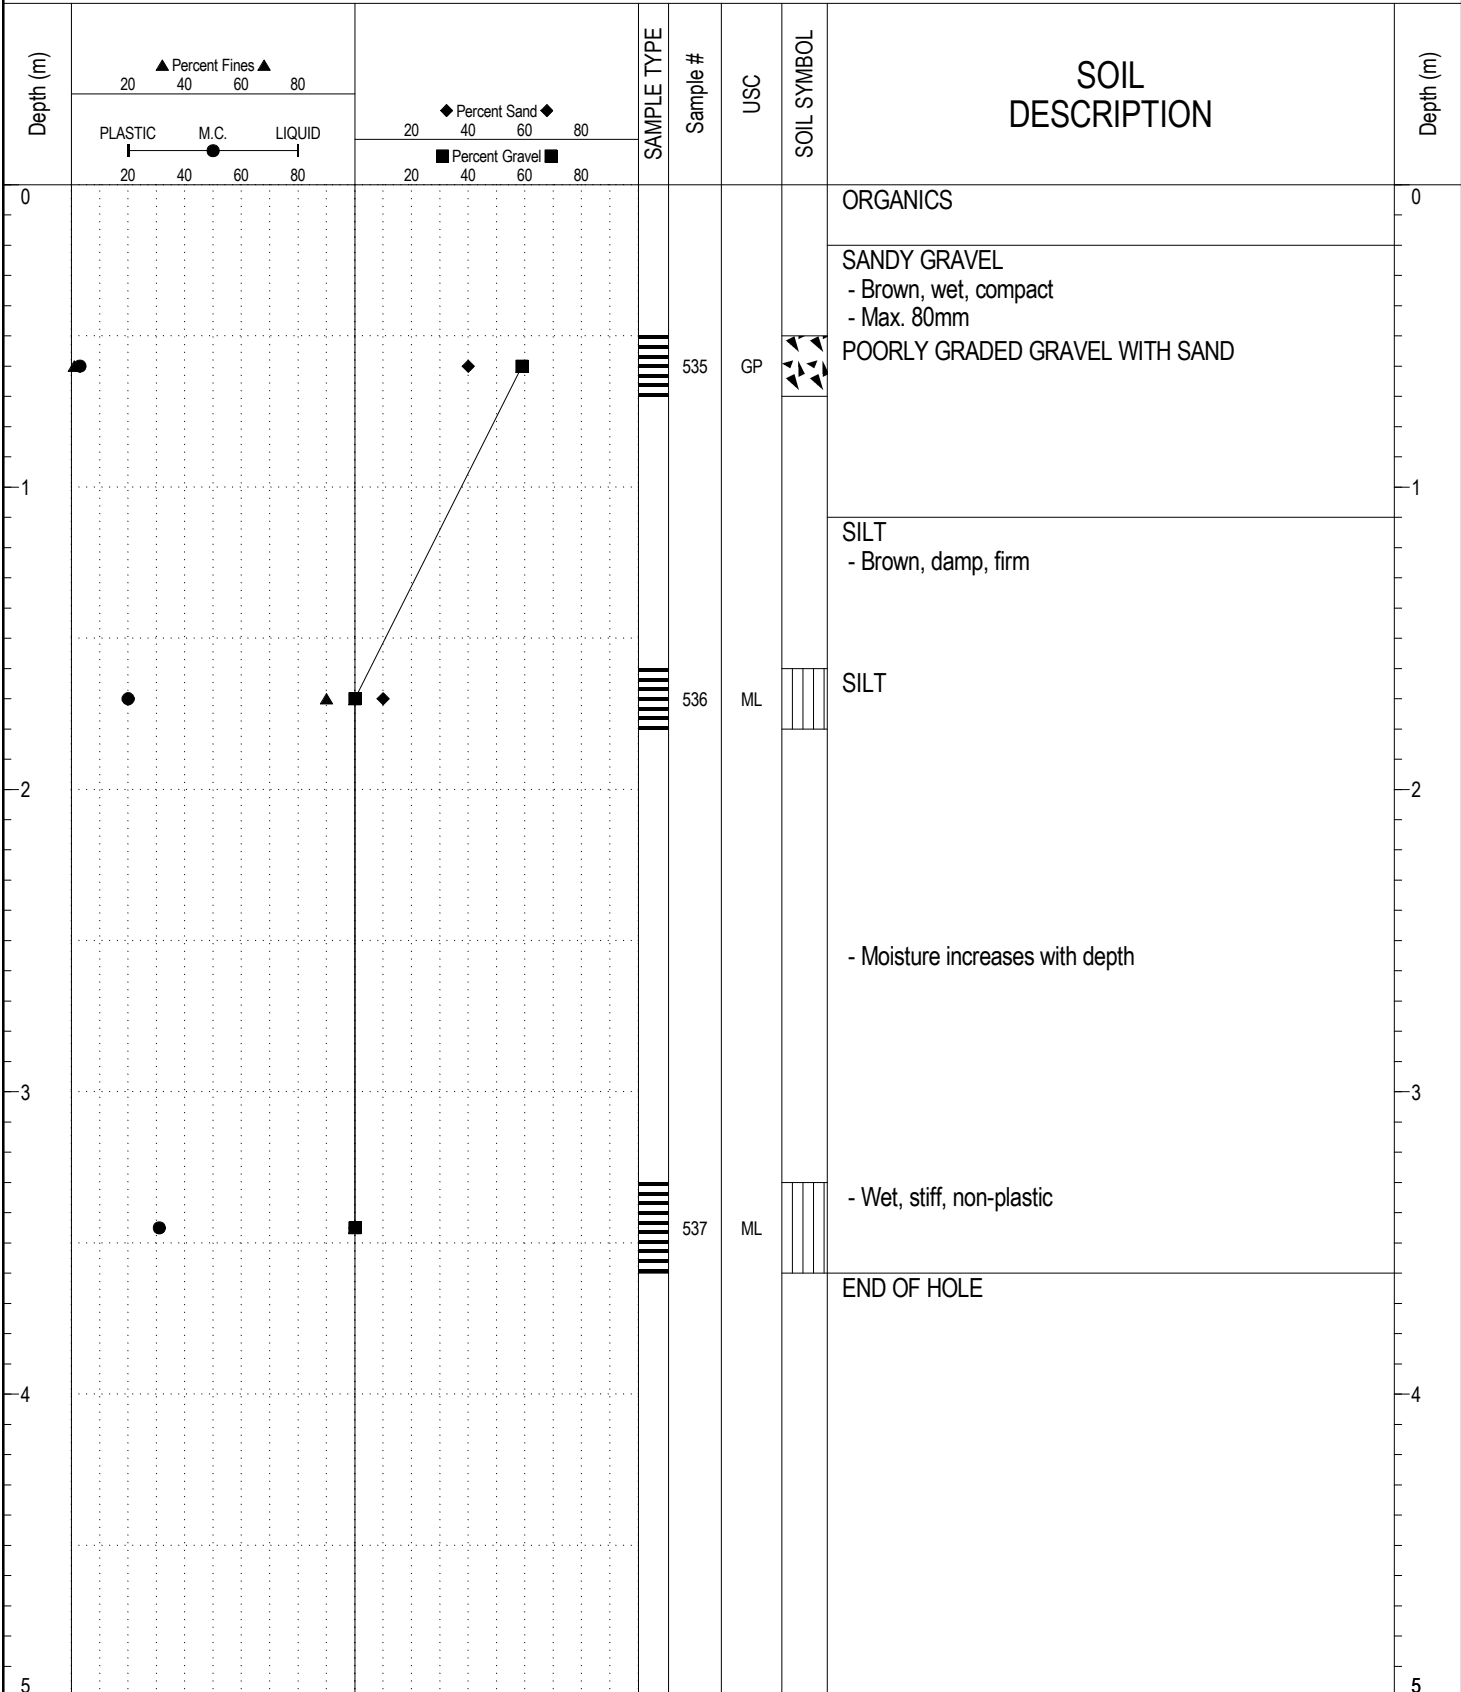 Depth (m)
▲ Percent Fines ▲
20 40 60 80
PLASTIC M.C. LIQUID
20 40 60 80
◆ Percent Sand ◆
20 40 60 80
■ Percent Gravel ■
20 40 60 80
SAMPLE TYPE
Sample #
USC
SOIL SYMBOL
SOIL
DESCRIPTION
Depth (m)
0 ORGANICS 0
SANDY GRAVEL
- Brown, wet, compact
- Max. 80mm
POORLY GRADED GRAVEL WITH SAND
535 GP
1 1
SILT
- Brown, damp, firm
SILT
536 ML
2 2
- Moisture increases with depth
3 3
- Wet, stiff, non-plastic
537 ML
END OF HOLE
4 4
5 5